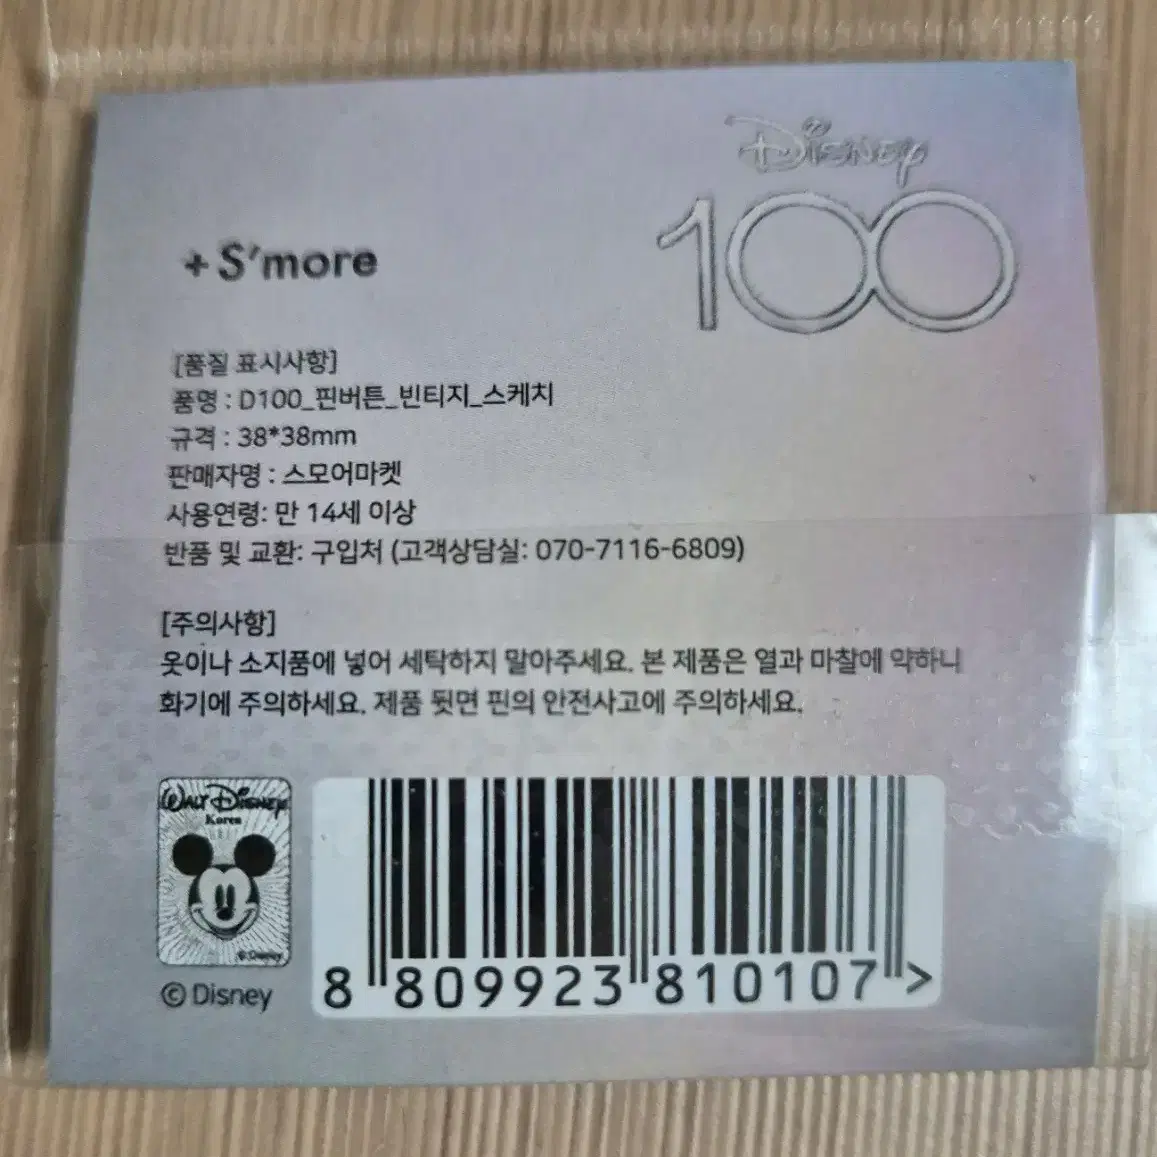 Disney
100
+ S'more
[품질 표시사항]
품명 : D100_핀버튼_빈티지_스케치
규격 : 38*38mm
판매자명 : 스모어마켓
사용연령: 만 14세 이상
반품 및 교환: 구입처 (고객상담실: 070-7116-6809)
[주의사항]
옷이나 소지품에 넣어 세탁하지 말아주세요. 본 제품은 열과 마찰에 약하니
화기에 주의하세요. 제품 뒷면 핀의 안전사고에 주의하세요.
WALT DISNEY
Korea
© Disney
© Disney
8 809923 810107 >